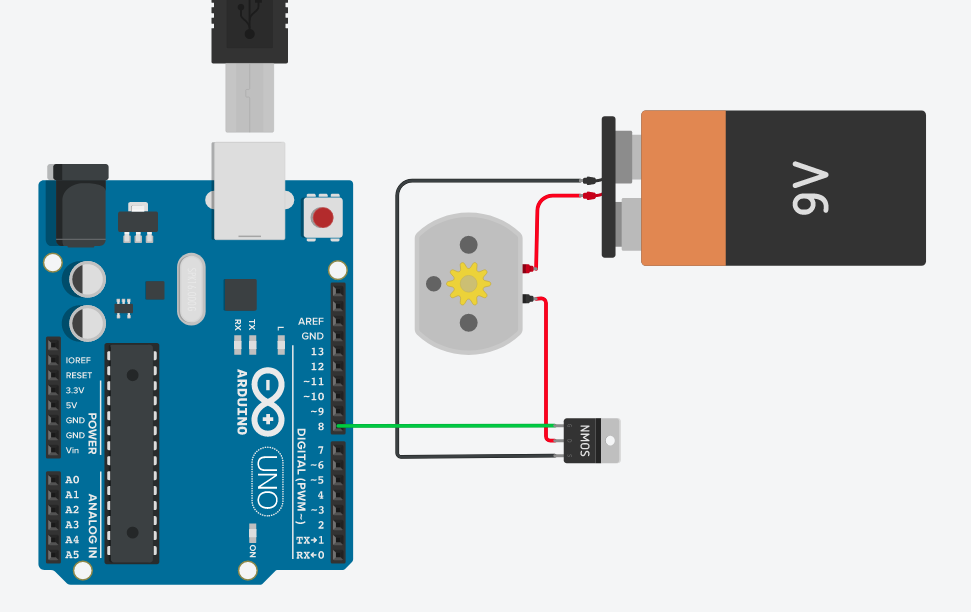 9V
AREF
GND
13
12
~11
~10
~9
8
7
~6
~5
4
~3
2
TX→1
RX←0
RX
TX
L
ARDUINO
UNO
DIGITAL (PWM~)
ON
IOREF
RESET
3.3V
5V
GND
GND
Vin
POWER
A0
A1
A2
A3
A4
A5
ANALOG IN
NMOS